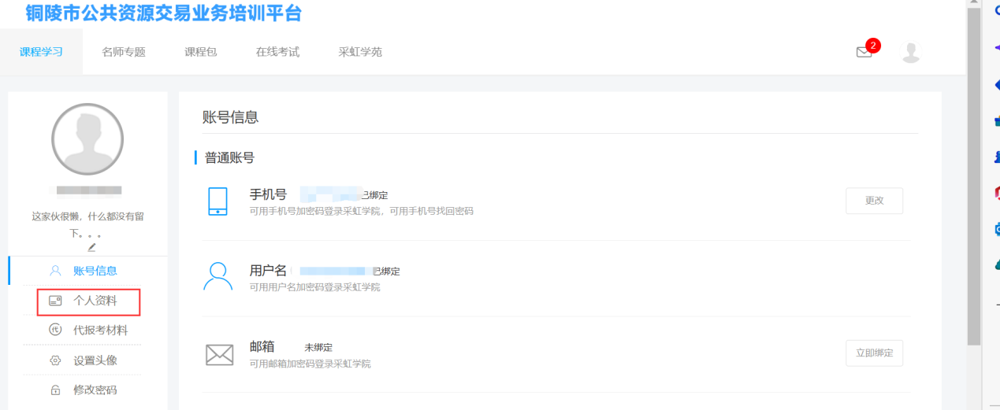 铜陵市公共资源交易业务培训平台
课程学习 名师专题 课程包 在线考试 采虹学苑
2
账号信息
普通账号
手机号 已绑定
可用手机号加密码登录采虹学院，可用手机号找回密码
更改
这家伙很懒，什么都没有留
下。。。
账号信息
个人资料
代报考材料
设置头像
修改密码
用户名 已绑定
可用用户名加密码登录采虹学院
邮箱 未绑定
可用邮箱加密码登录采虹学院
立即绑定